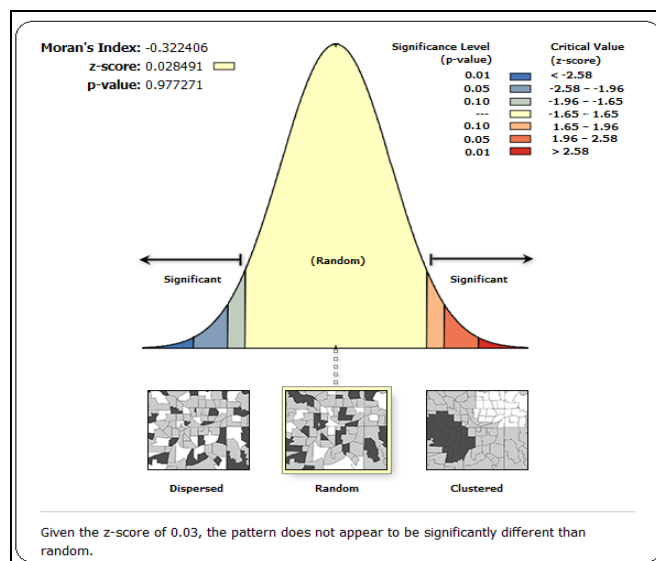 Moran's Index: -0.322406
z-score: 0.028491
p-value: 0.977271
Significance Level
(p-value)
Critical Value
(z-score)
0.01 < -2.58
0.05 -2.58 – -1.96
0.10 -1.96 – -1.65
--- -1.65 – 1.65
0.10 1.65 – 1.96
0.05 1.96 – 2.58
0.01 > 2.58
(Random)
Significant
Significant
Dispersed
Random
Clustered
Given the z-score of 0.03, the pattern does not appear to be significantly different than
random.